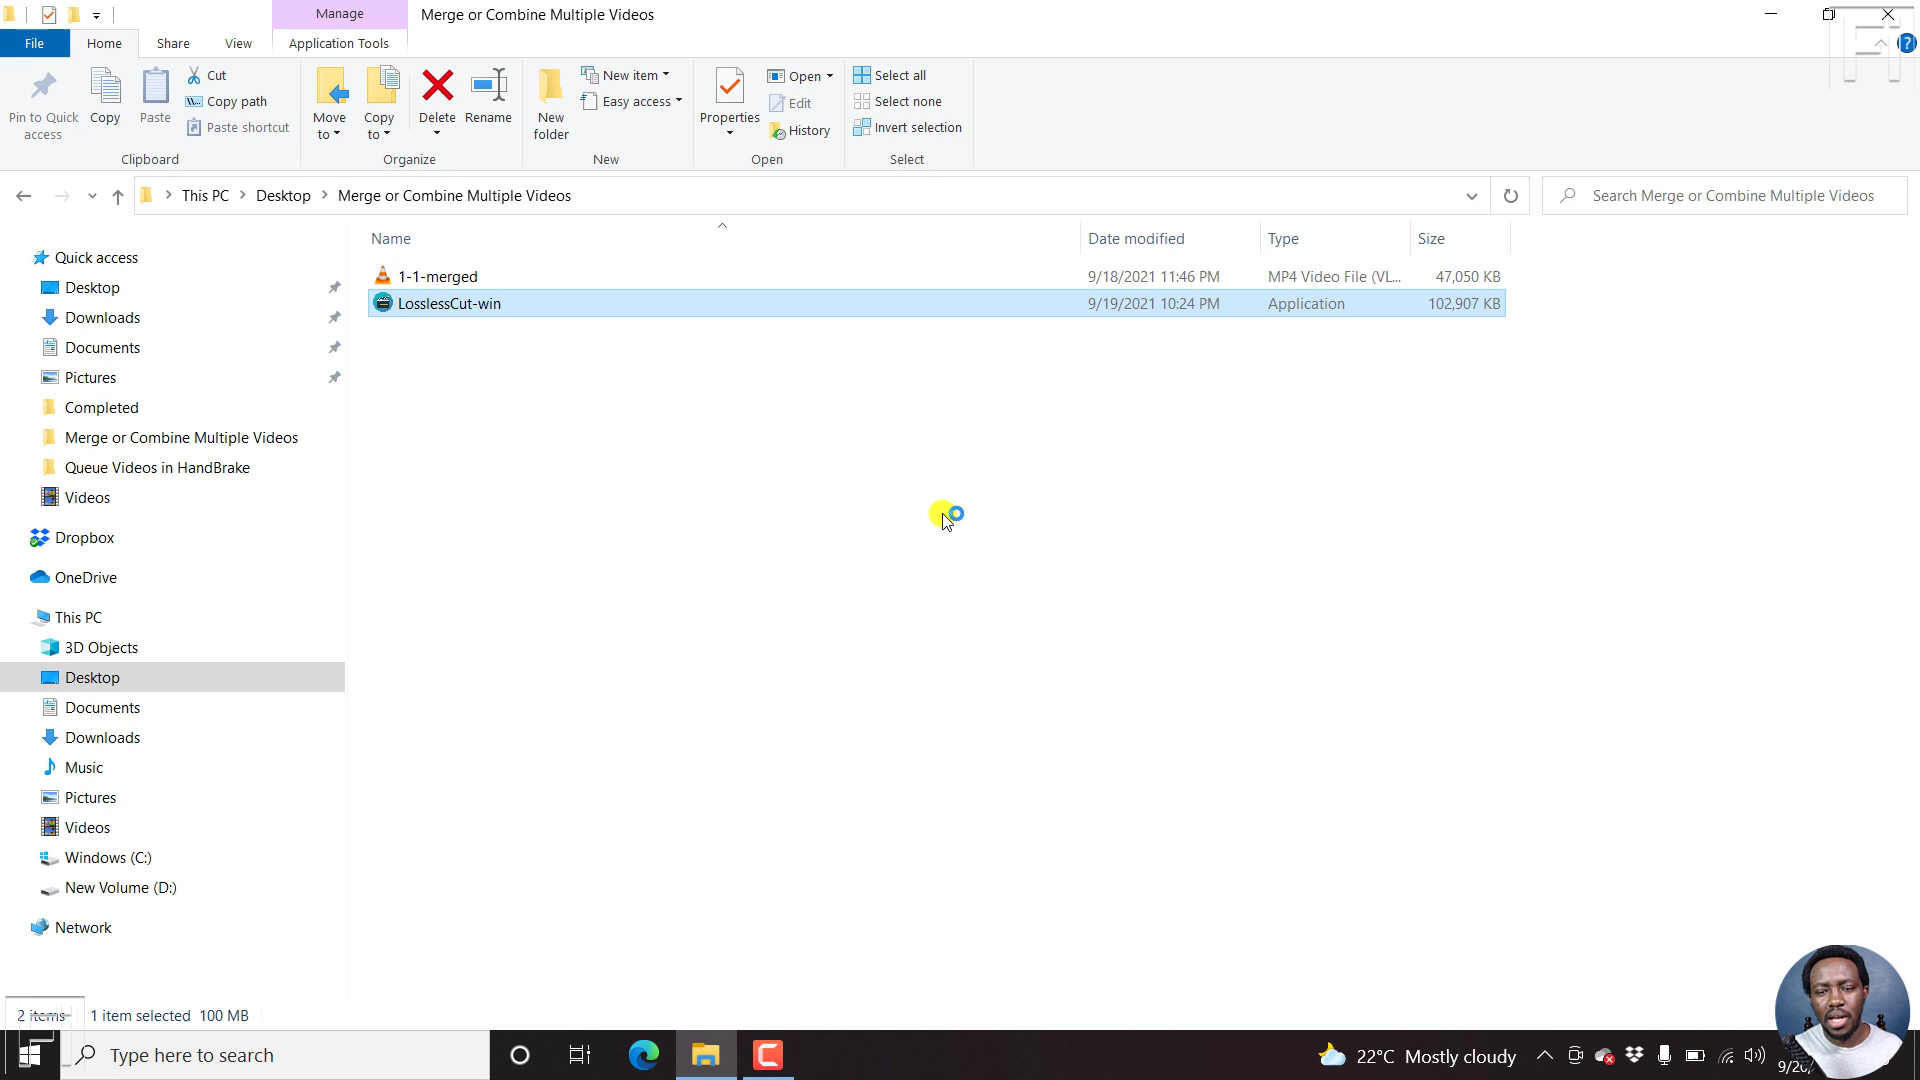 Manage
Merge or Combine Multiple Videos
File
Home
Share
View
Application Tools
Pin to Quick access
Copy
Paste
Cut
Copy path
Paste shortcut
Clipboard
Move to
Copy to
Delete
Rename
Organize
New folder
New item
Easy access
New
Properties
Open
Edit
History
Open
Select all
Select none
Invert selection
Select
This PC
Desktop
Merge or Combine Multiple Videos
Search Merge or Combine Multiple Videos
Name
Date modified
Type
Size
1-1-merged
9/18/2021 11:46 PM
MP4 Video File (VL...
47,050 KB
LosslessCut-win
9/19/2021 10:24 PM
Application
102,907 KB
Quick access
Desktop
Downloads
Documents
Pictures
Completed
Merge or Combine Multiple Videos
Queue Videos in HandBrake
Videos
Dropbox
OneDrive
This PC
3D Objects
Desktop
Documents
Downloads
Music
Pictures
Videos
Windows (C:)
New Volume (D:)
Network
2 items
1 item selected 100 MB
Type here to search
22°C Mostly cloudy